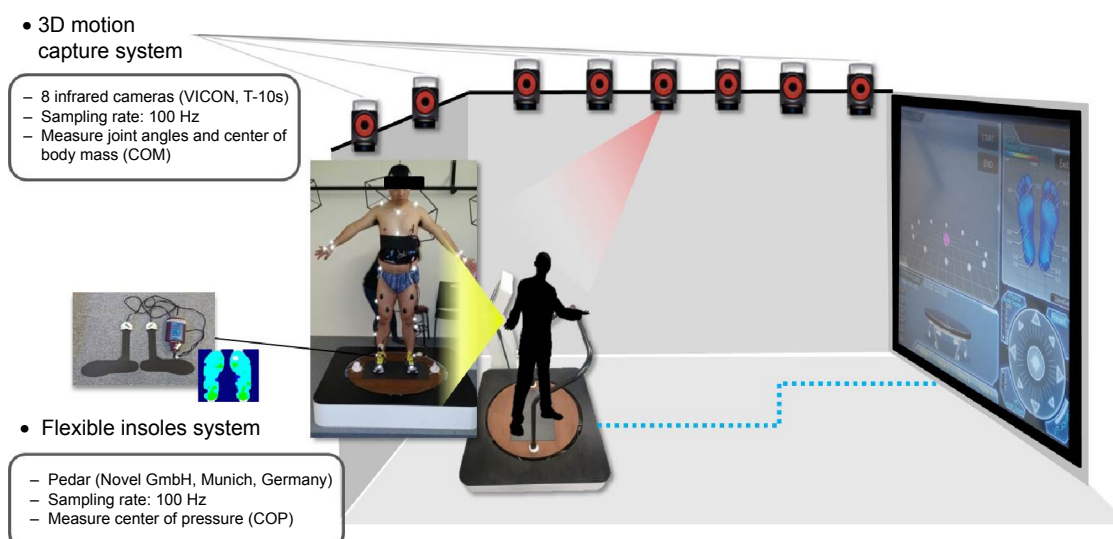 • 3D motion
capture system
– 8 infrared cameras (VICON, T-10s)
– Sampling rate: 100 Hz
– Measure joint angles and center of
body mass (COM)
START
END
Exit
• Flexible insoles system
– Pedar (Novel GmbH, Munich, Germany)
– Sampling rate: 100 Hz
– Measure center of pressure (COP)